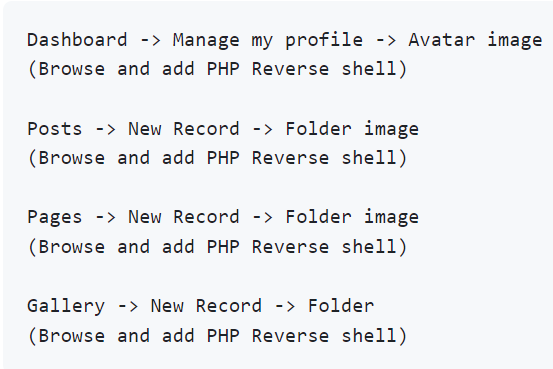 Dashboard -> Manage my profile -> Avatar image
(Browse and add PHP Reverse shell)
Posts -> New Record -> Folder image
(Browse and add PHP Reverse shell)
Pages -> New Record -> Folder image
(Browse and add PHP Reverse shell)
Gallery -> New Record -> Folder
(Browse and add PHP Reverse shell)